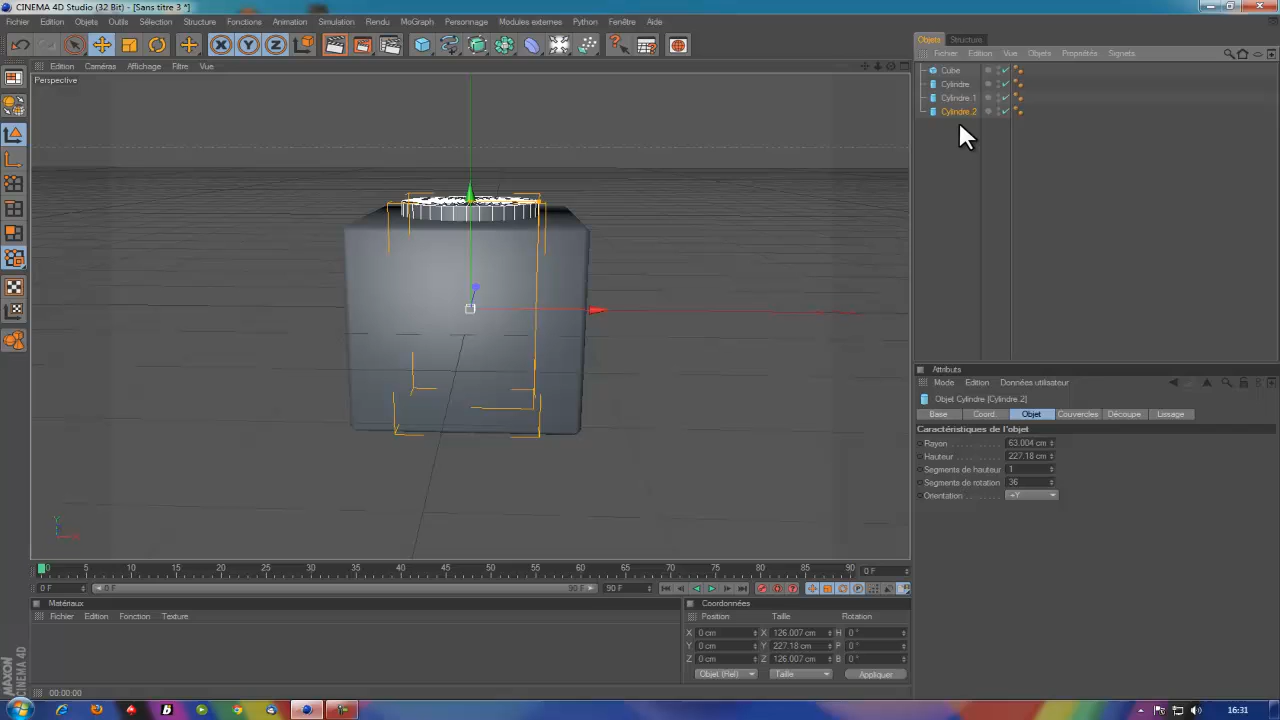 CINEMA 4D Studio (32 Bit) - [Sans titre 3 *]
Fichier Edition Objets Outils Sélection Structure Fonctions Animation Simulation Rendu MoGraph Personnage Modules externes Python Fenêtre Aide
Edition Caméras Affichage Filtre Vue
Perspective
Y
X
Objets Structure
Fichier Edition Vue Objets Propriétés Signets
Cube
Cylindre
Cylindre.1
Cylindre.2
Attributs
Mode Edition Données utilisateur
Objet Cylindre [Cylindre.2]
Base Coord. Objet Couvercles Découpe Lissage
Caractéristiques de l'objet
Rayon 63.004 cm
Hauteur 227.18 cm
Segments de hauteur 1
Segments de rotation 36
Orientation +Y
0 5 10 15 20 25 30 35 40 45 50 55 60 65 70 75 80 85 90
0 F
0 F 0 F 90 F 90 F
Matériaux
Fichier Edition Fonction Texture
Coordonnées
Position Taille Rotation
X 0 cm X 126.007 cm H 0 °
Y 0 cm Y 227.18 cm P 0 °
Z 0 cm Z 126.007 cm B 0 °
Objet (Rel) Taille Appliquer
MAXON CINEMA 4D
00:00:00
16:31